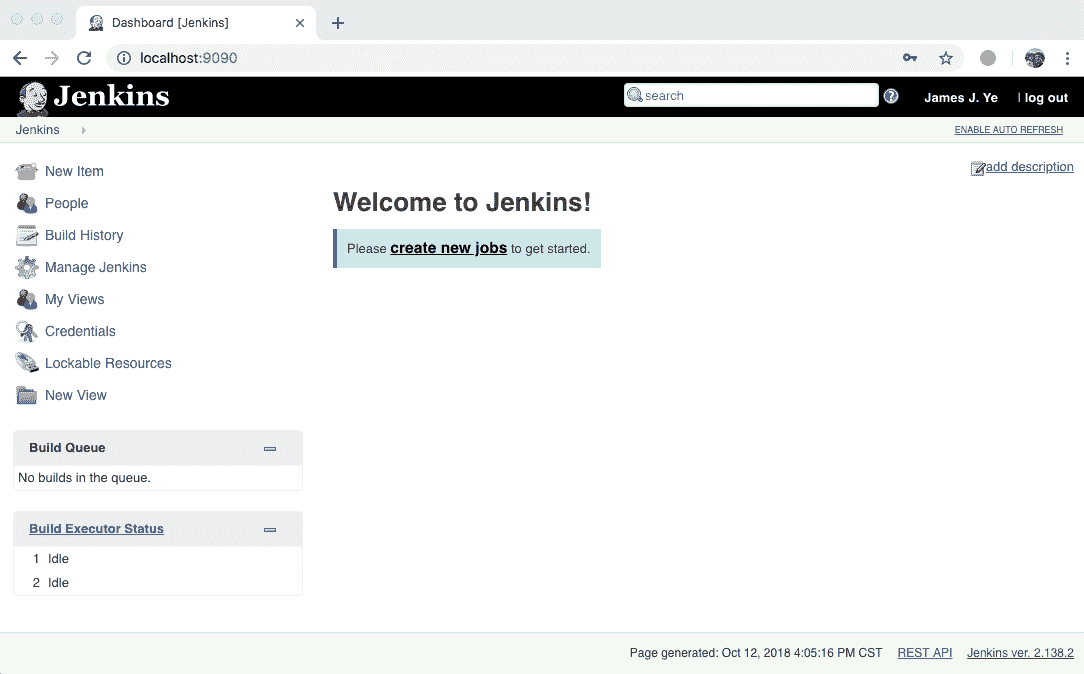 Dashboard [Jenkins]
localhost:9090
Jenkins
search
James J. Ye
| log out
Jenkins
ENABLE AUTO REFRESH
New Item
People
Build History
Manage Jenkins
My Views
Credentials
Lockable Resources
New View
add description
Welcome to Jenkins!
Please create new jobs to get started.
Build Queue
No builds in the queue.
Build Executor Status
1 Idle
2 Idle
Page generated: Oct 12, 2018 4:05:16 PM CST REST API Jenkins ver. 2.138.2